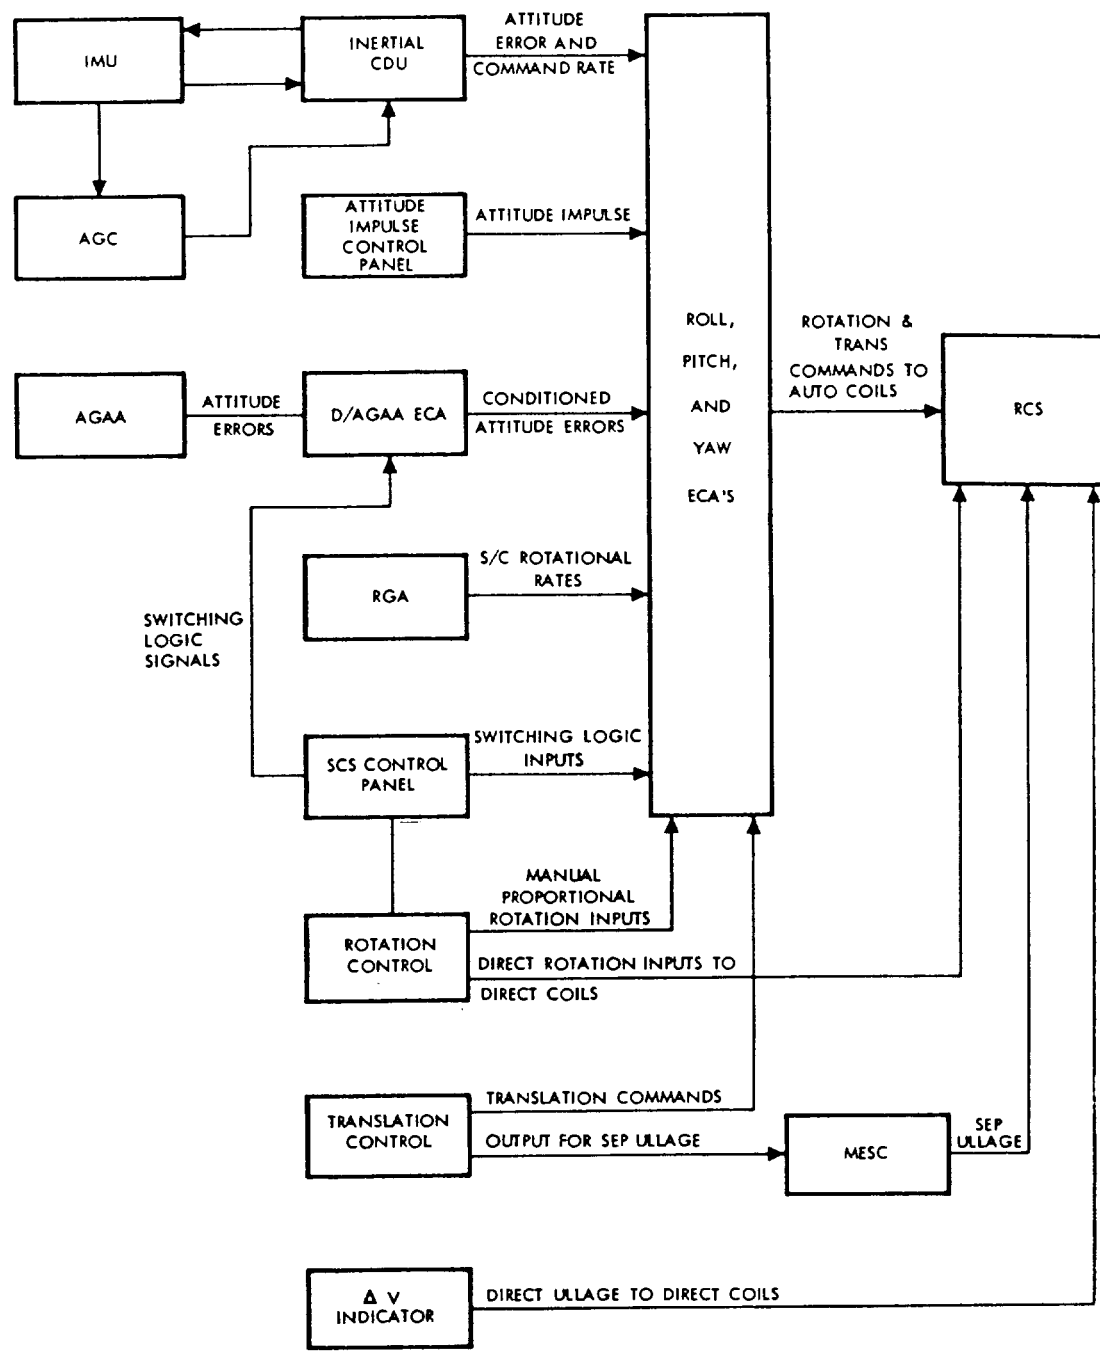 IMU
INERTIAL
CDU
ATTITUDE
ERROR AND
COMMAND RATE
AGC
ATTITUDE
IMPULSE
CONTROL
PANEL
ATTITUDE IMPULSE
ROLL,
PITCH,
AND
YAW
ECA'S
ROTATION &
TRANS
COMMANDS TO
AUTO COILS
RCS
AGAA
ATTITUDE
ERRORS
D/AGAA ECA
CONDITIONED
ATTITUDE ERRORS
RGA
S/C ROTATIONAL
RATES
SWITCHING
LOGIC
SIGNALS
SCS CONTROL
PANEL
SWITCHING LOGIC
INPUTS
ROTATION
CONTROL
MANUAL
PROPORTIONAL
ROTATION INPUTS
DIRECT ROTATION INPUTS TO
DIRECT COILS
TRANSLATION
CONTROL
TRANSLATION COMMANDS
OUTPUT FOR SEP ULLAGE
MESC
SEP
ULLAGE
Δ V
INDICATOR
DIRECT ULLAGE TO DIRECT COILS